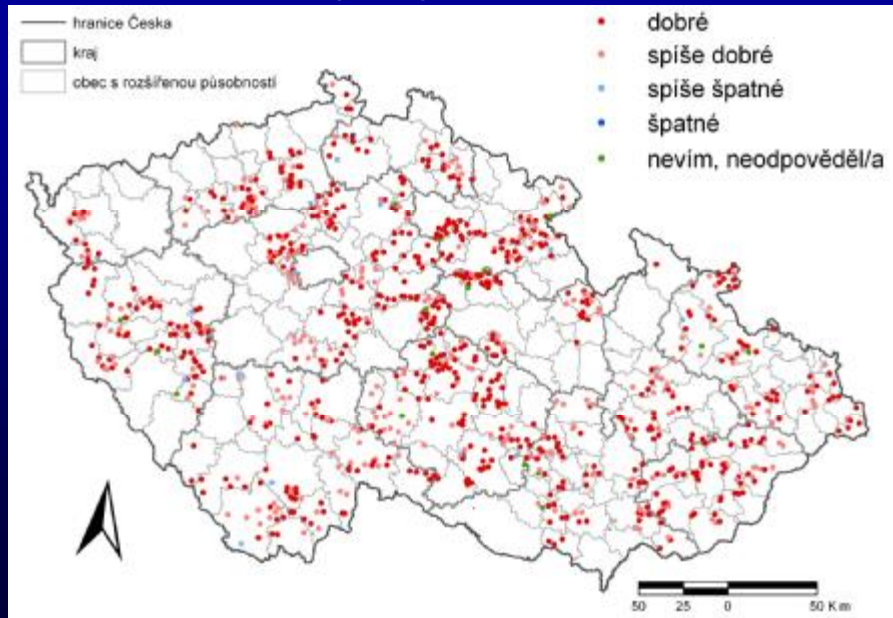 hranice Česka
kraj
obec s rozšířenou působností
dobré
spíše dobré
spíše špatné
špatné
nevím, neodpověděl/a
50 25 0 50 Km